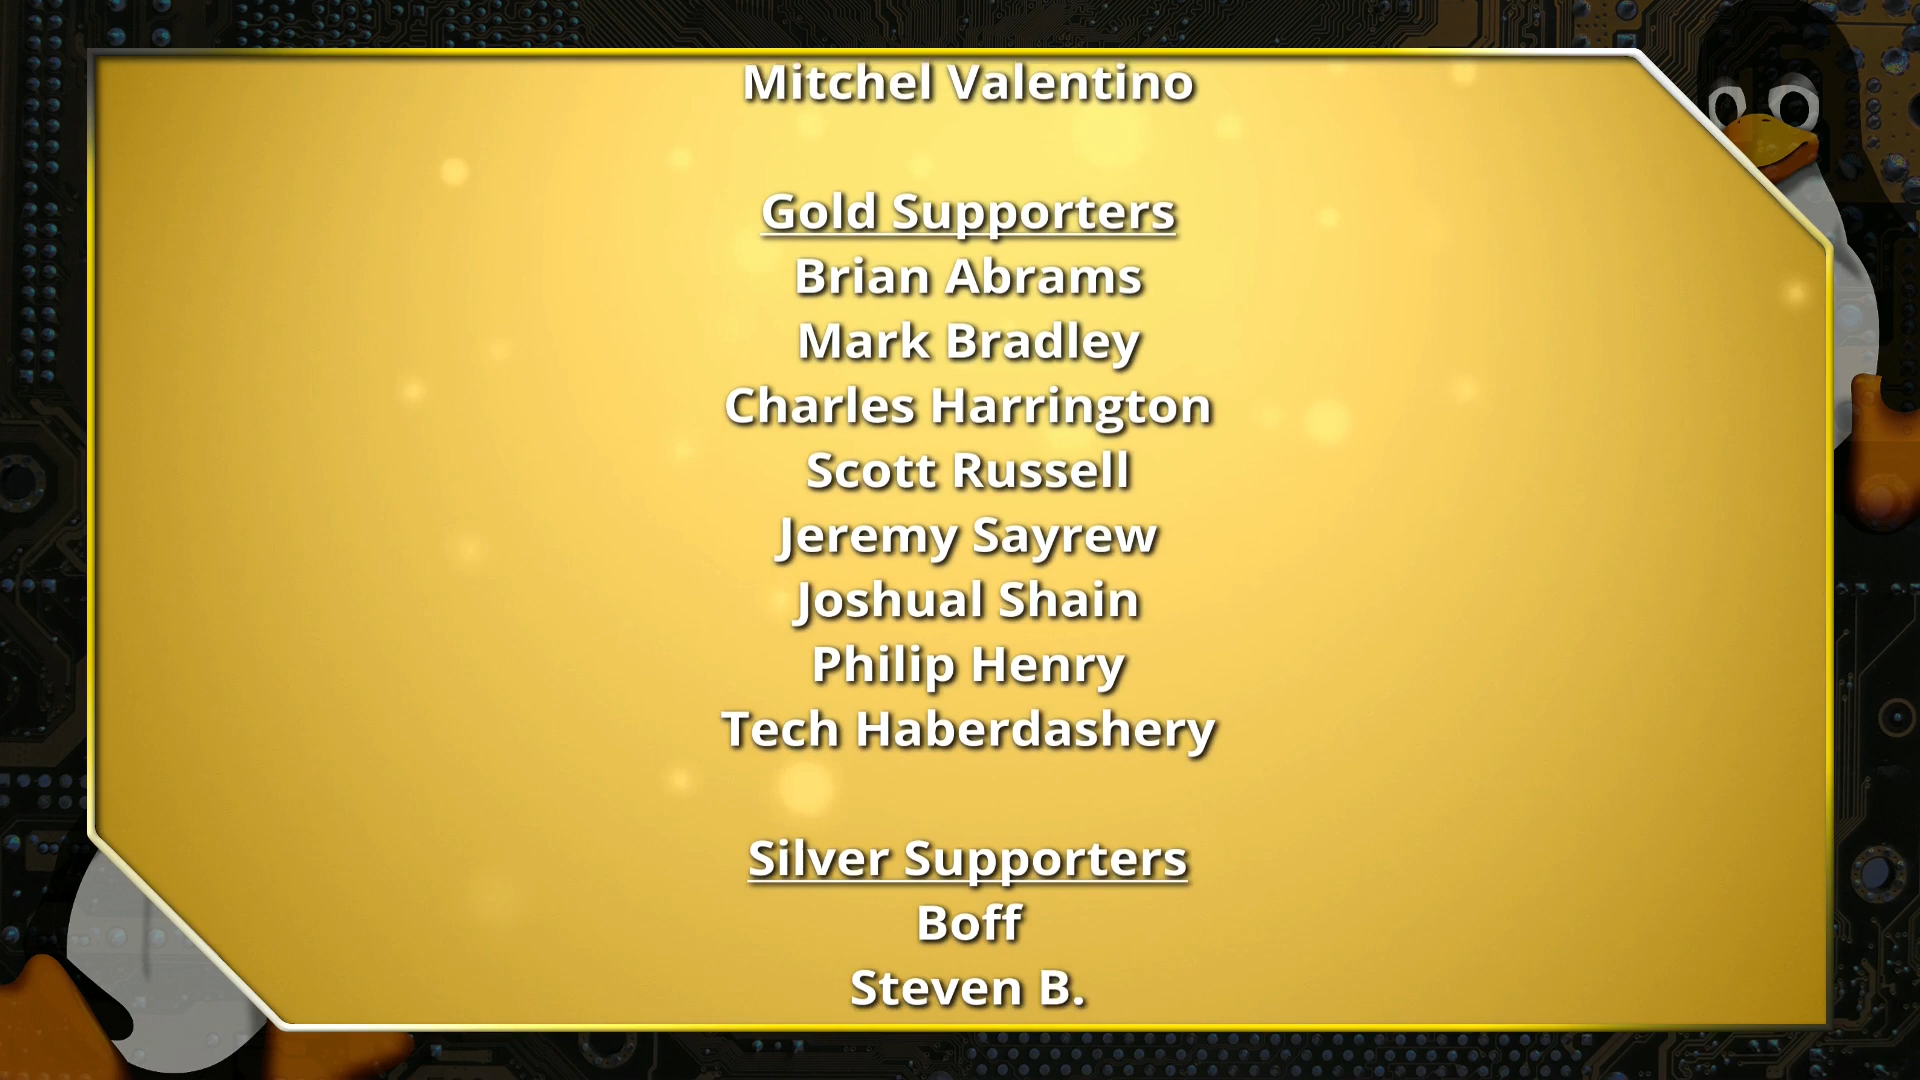 Mitchel Valentino
Gold Supporters
Brian Abrams
Mark Bradley
Charles Harrington
Scott Russell
Jeremy Sayrew
Joshual Shain
Philip Henry
Tech Haberdashery
Silver Supporters
Boff
Steven B.